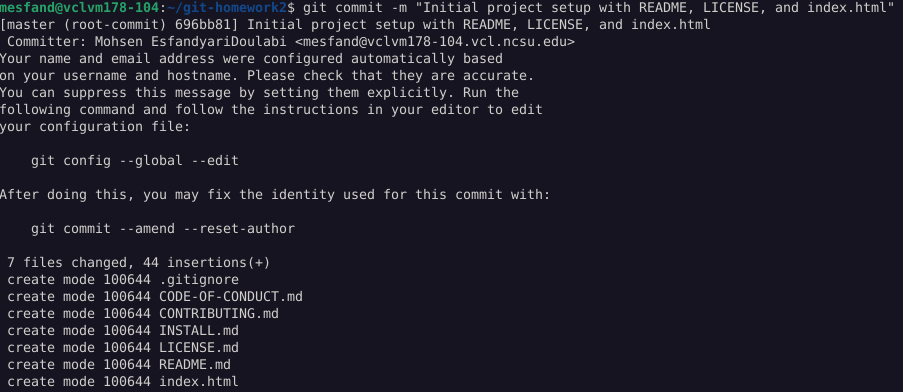 mesfand@vclvm178-104:~/git-homework2$ git commit -m "Initial project setup with README, LICENSE, and index.html"
[master (root-commit) 696bb81] Initial project setup with README, LICENSE, and index.html
 Committer: Mohsen EsfandyariDoulabi <mesfand@vclvm178-104.vcl.ncsu.edu>
Your name and email address were configured automatically based
on your username and hostname. Please check that they are accurate.
You can suppress this message by setting them explicitly. Run the
following command and follow the instructions in your editor to edit
your configuration file:

    git config --global --edit

After doing this, you may fix the identity used for this commit with:

    git commit --amend --reset-author

 7 files changed, 44 insertions(+)
 create mode 100644 .gitignore
 create mode 100644 CODE-OF-CONDUCT.md
 create mode 100644 CONTRIBUTING.md
 create mode 100644 INSTALL.md
 create mode 100644 LICENSE.md
 create mode 100644 README.md
 create mode 100644 index.html